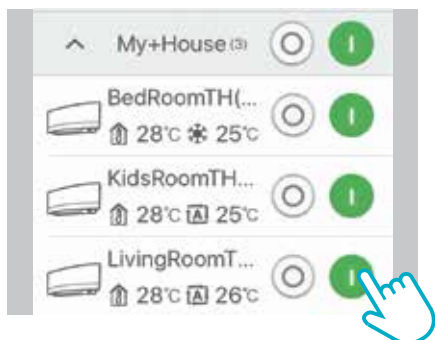 My+House (3)
BedRoomTH(...
28°C 25°C
KidsRoomTH...
28°C A 25°C
LivingRoomT...
28°C A 26°C